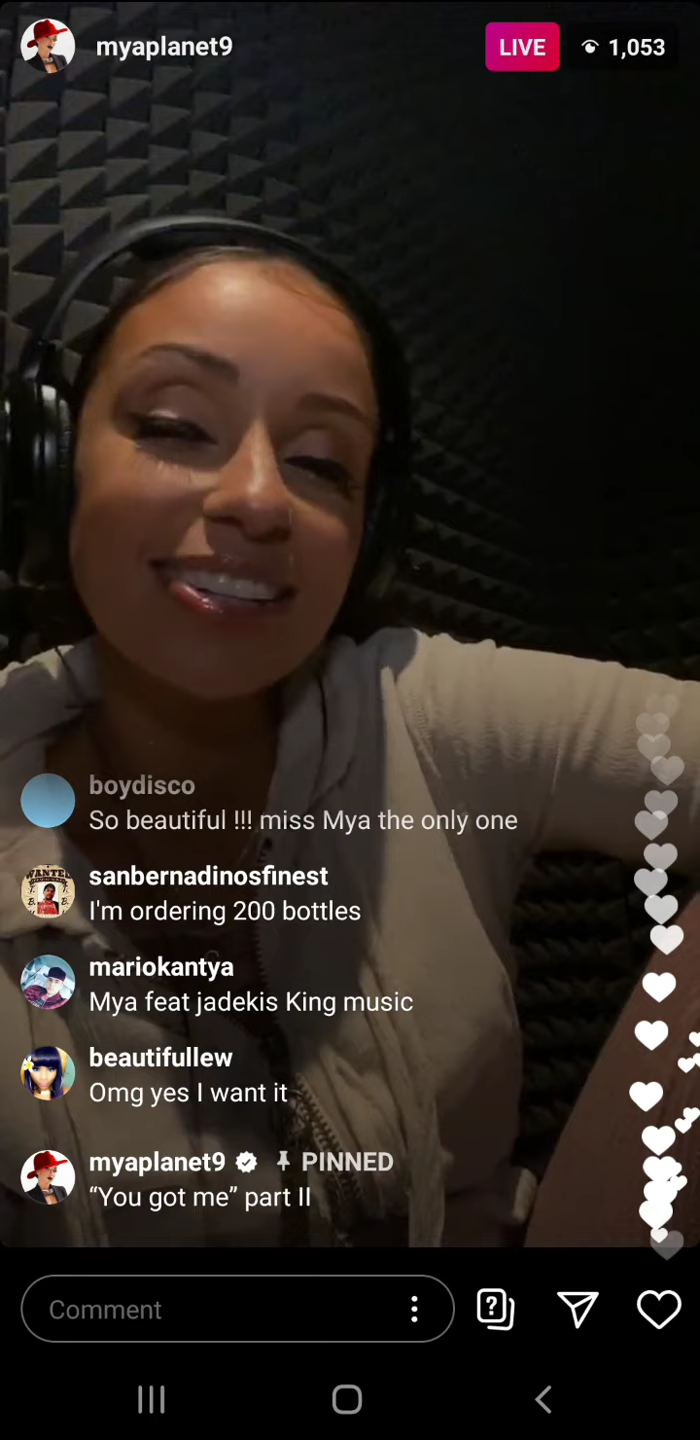 myaplanet9
LIVE
1,053
boydisco
So beautiful !!! miss Mya the only one
WANTED
sanbernadinosfinest
I'm ordering 200 bottles
mariokantya
Mya feat jadekis King music
beautifullew
Omg yes I want it
myaplanet9 PINNED
“You got me” part II
Comment
?